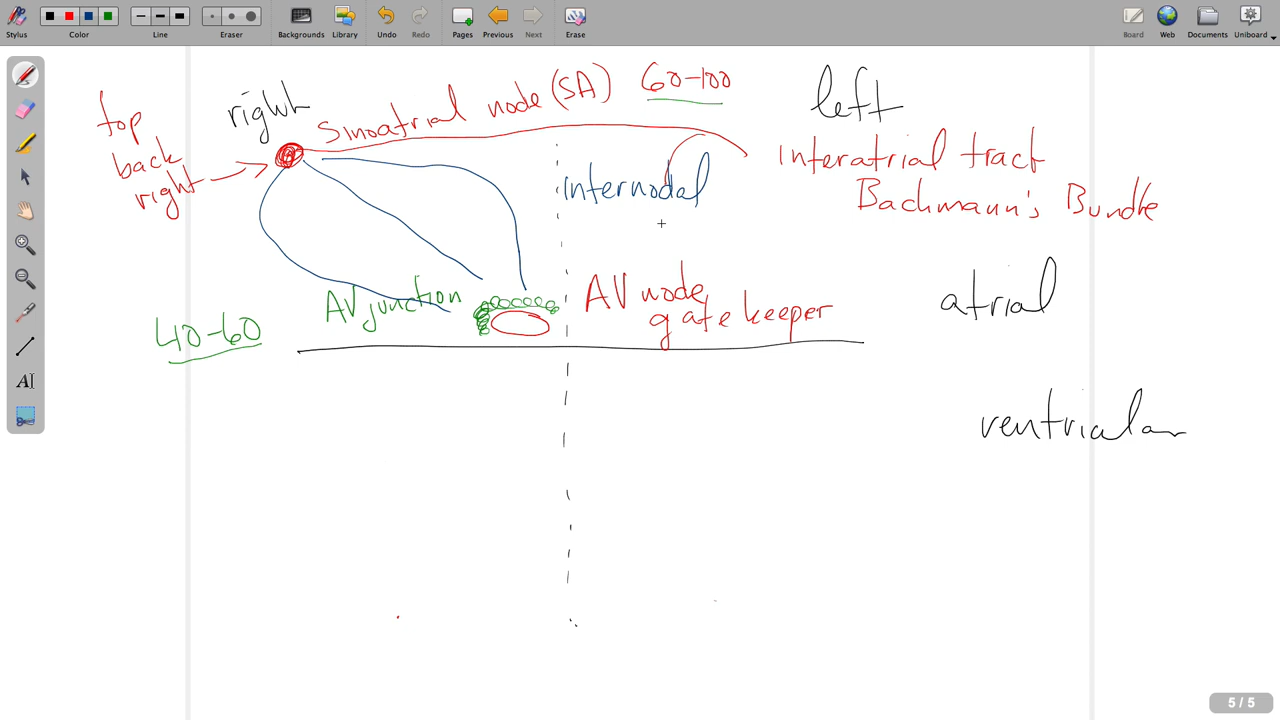 Stylus
Color
Line
Eraser
Backgrounds
Library
Undo
Redo
Pages
Previous
Next
Erase
Board
Web
Documents
Uniboard
top
back
right
right
Sinoatrial node (SA) 60-100
left
internodal
Interatrial tract
Bachmann's Bundle
AV junction
40-60
AV node
gate keeper
atrial
ventricular
5 / 5